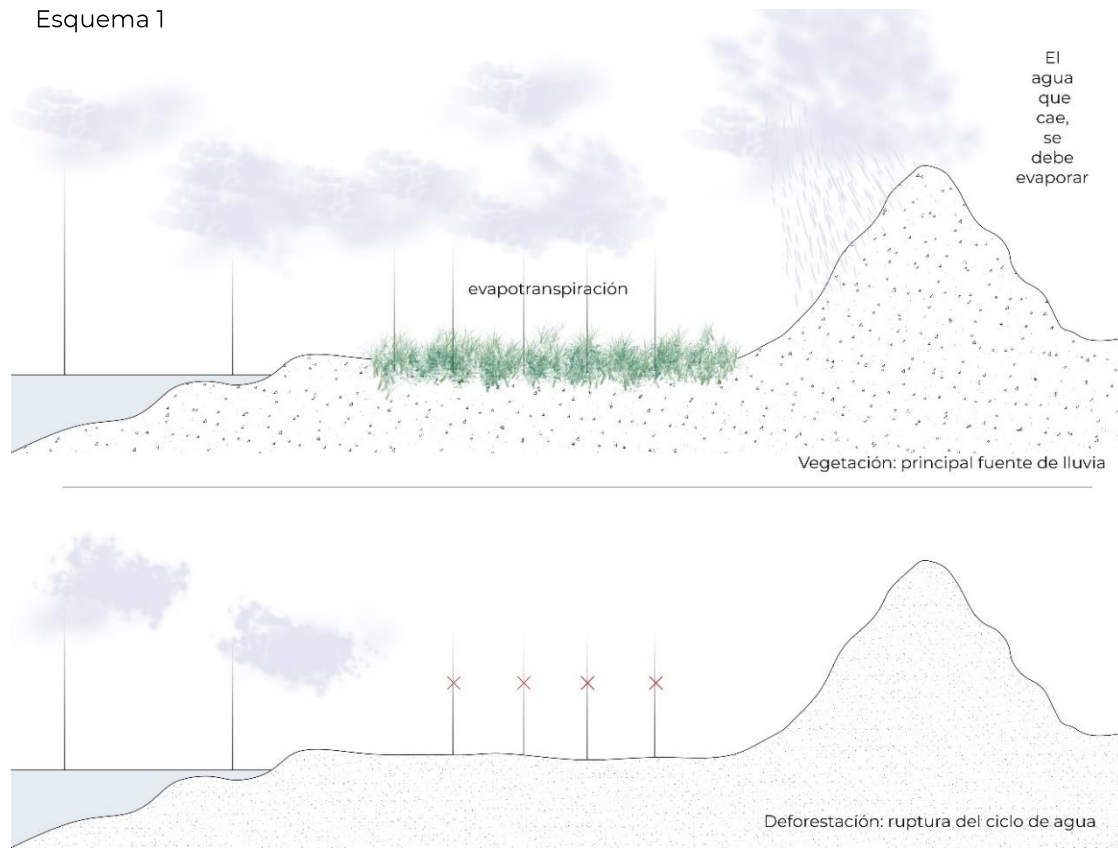 Esquema 1
El
agua
que
cae,
se
debe
evaporar
evapotranspiración
Vegetación: principal fuente de lluvia
Deforestación: ruptura del ciclo de agua